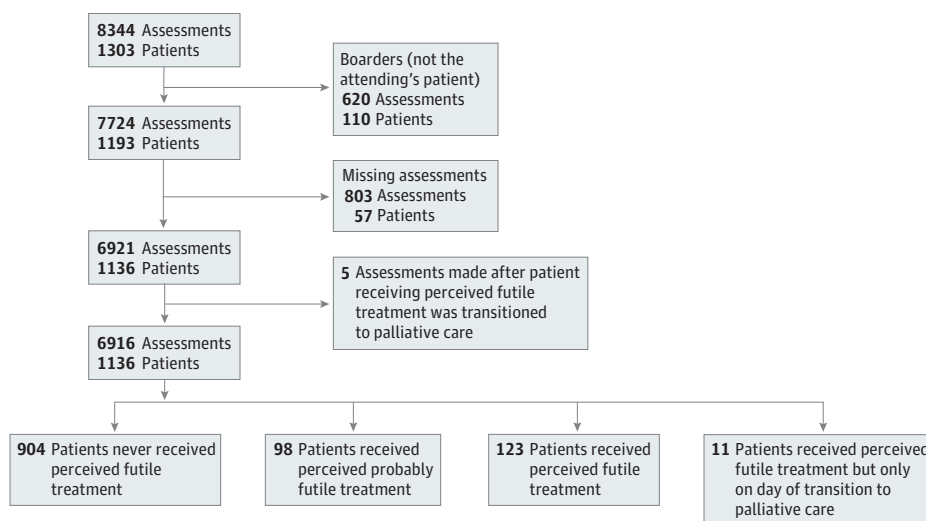 8344 Assessments
1303 Patients
Boarders (not the
attending's patient)
620 Assessments
110 Patients
7724 Assessments
1193 Patients
Missing assessments
803 Assessments
57 Patients
6921 Assessments
1136 Patients
5 Assessments made after patient
receiving perceived futile
treatment was transitioned
to palliative care
6916 Assessments
1136 Patients
904 Patients never received
perceived futile
treatment
98 Patients received
perceived probably
futile treatment
123 Patients received
perceived futile
treatment
11 Patients received perceived
futile treatment but only
on day of transition to
palliative care